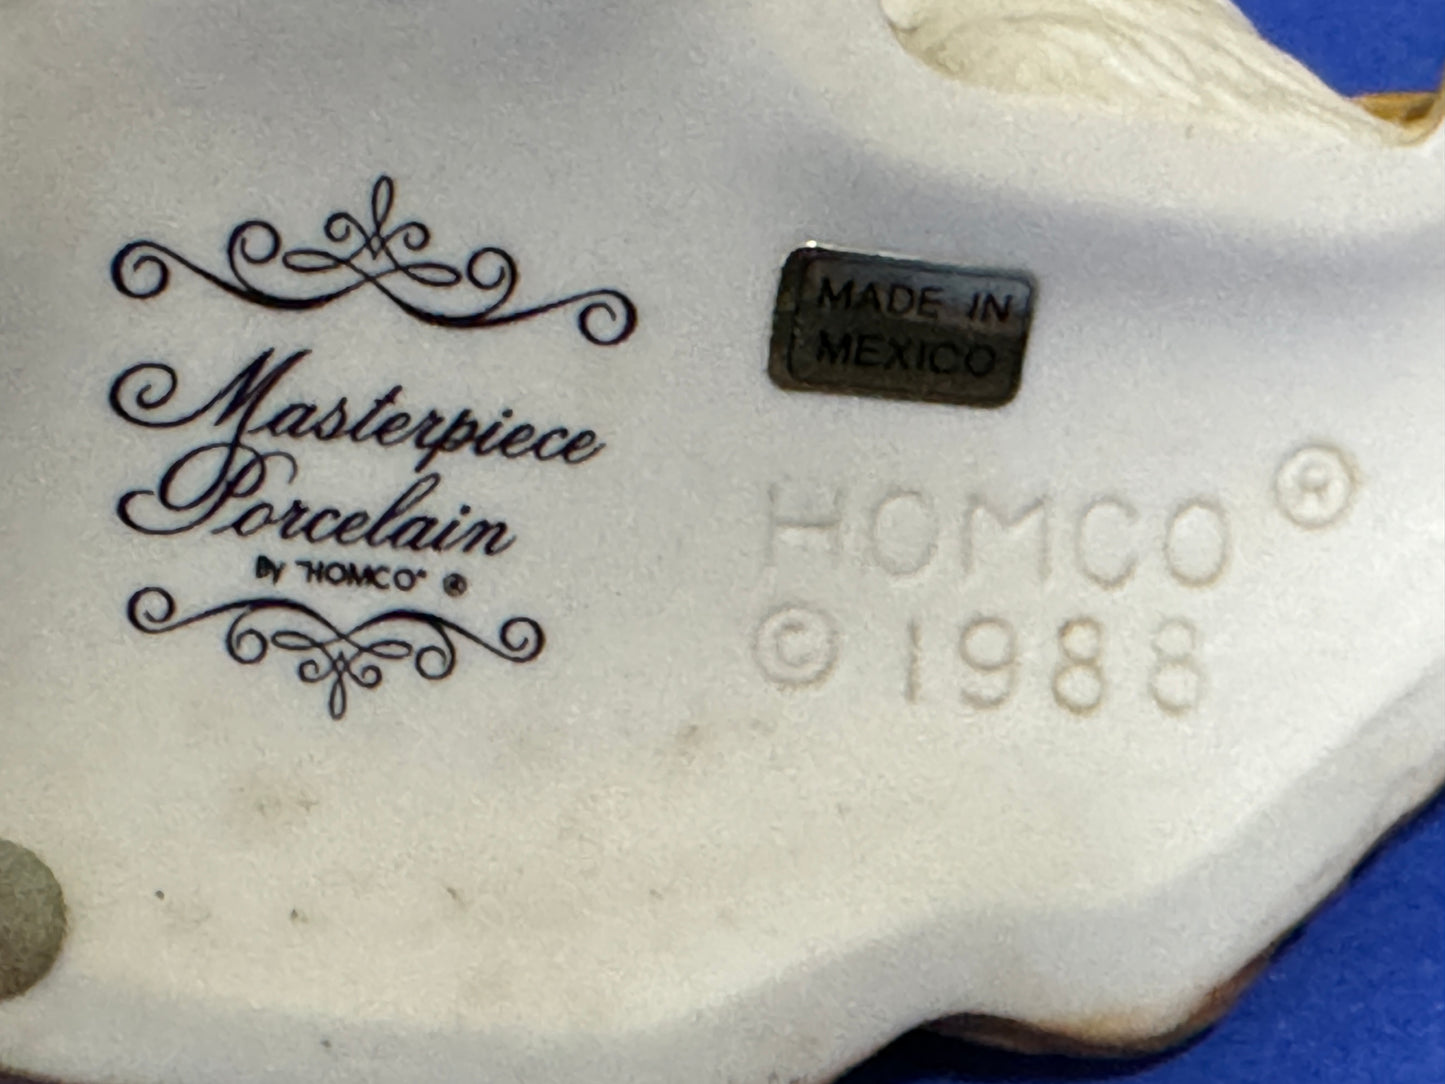 Masterpiece
Porcelain
By "HOMCO" ®
MADE IN
MEXICO
HOMCO ®
© 1988